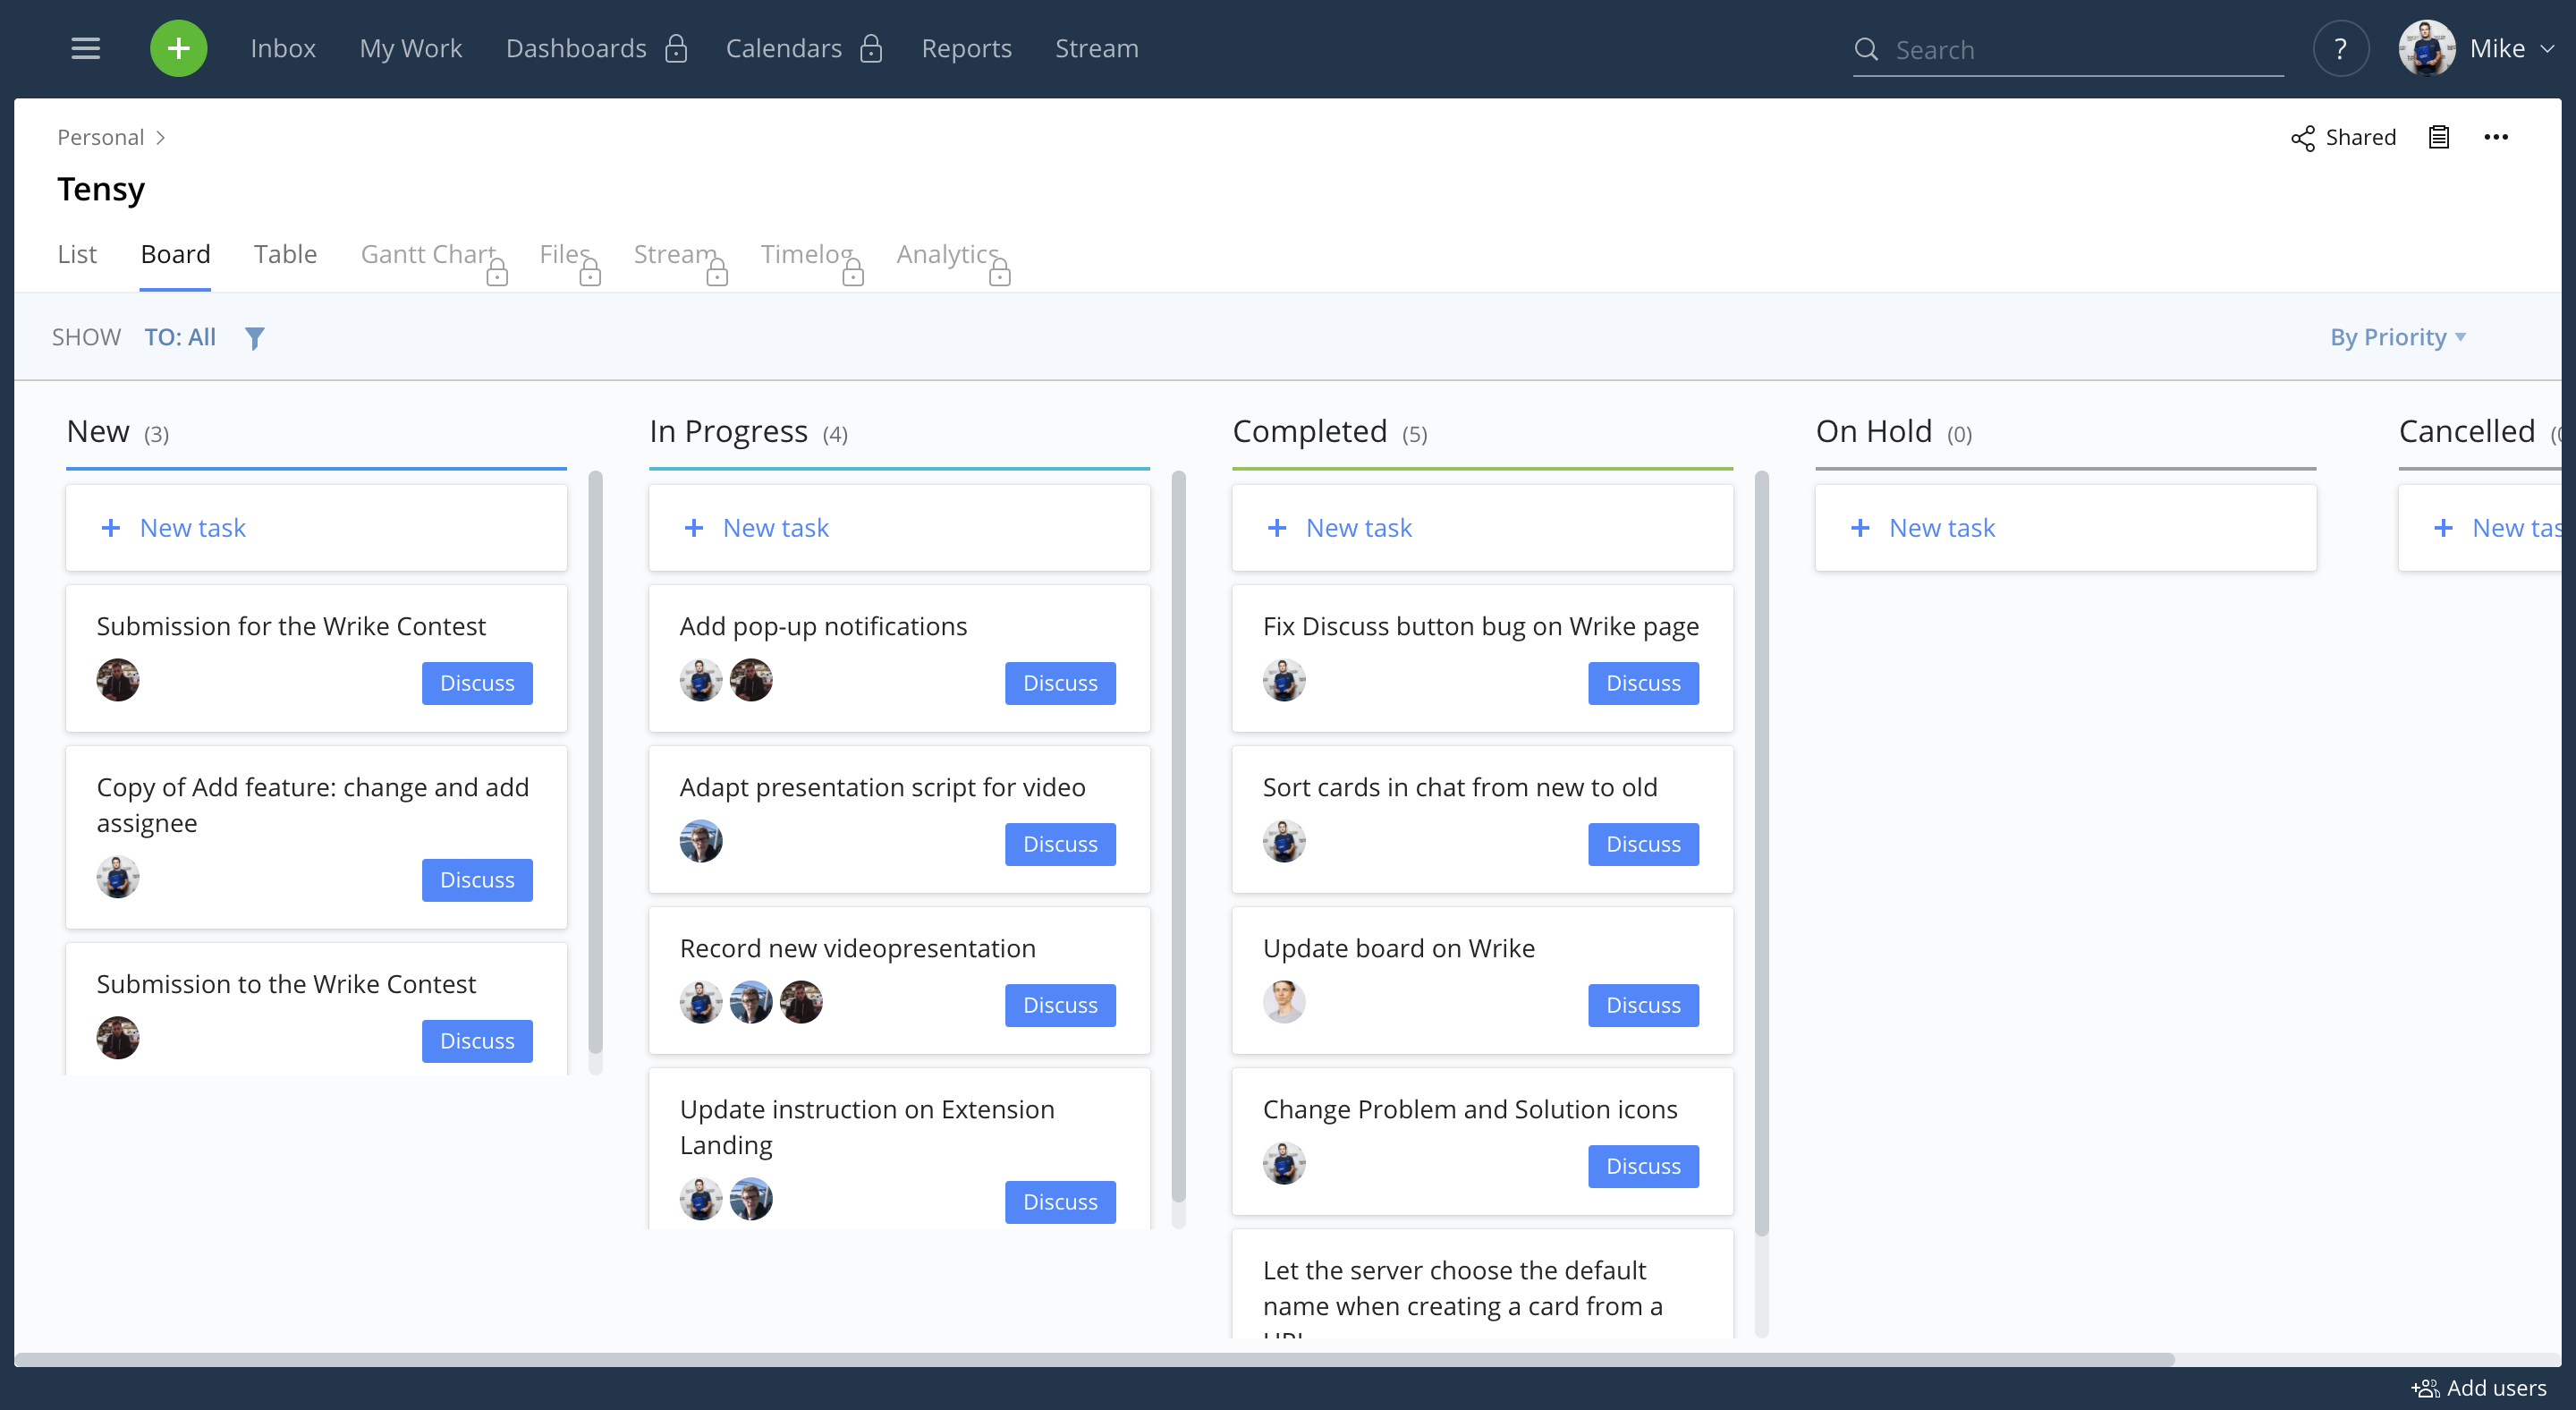 + Inbox My Work Dashboards Calendars Reports Stream Search ? Mike
Personal >
Shared
Tensy
List Board Table Gantt Chart Files Stream Timelog Analytics
SHOW TO: All
By Priority
New (3)
+ New task
Submission for the Wrike Contest
Discuss
Copy of Add feature: change and add
assignee
Discuss
Submission to the Wrike Contest
Discuss
In Progress (4)
+ New task
Add pop-up notifications
Discuss
Adapt presentation script for video
Discuss
Record new videopresentation
Discuss
Update instruction on Extension
Landing
Discuss
Completed (5)
+ New task
Fix Discuss button bug on Wrike page
Discuss
Sort cards in chat from new to old
Discuss
Update board on Wrike
Discuss
Change Problem and Solution icons
Discuss
Let the server choose the default
name when creating a card from a
On Hold (0)
+ New task
Cancelled
+ New
Add users